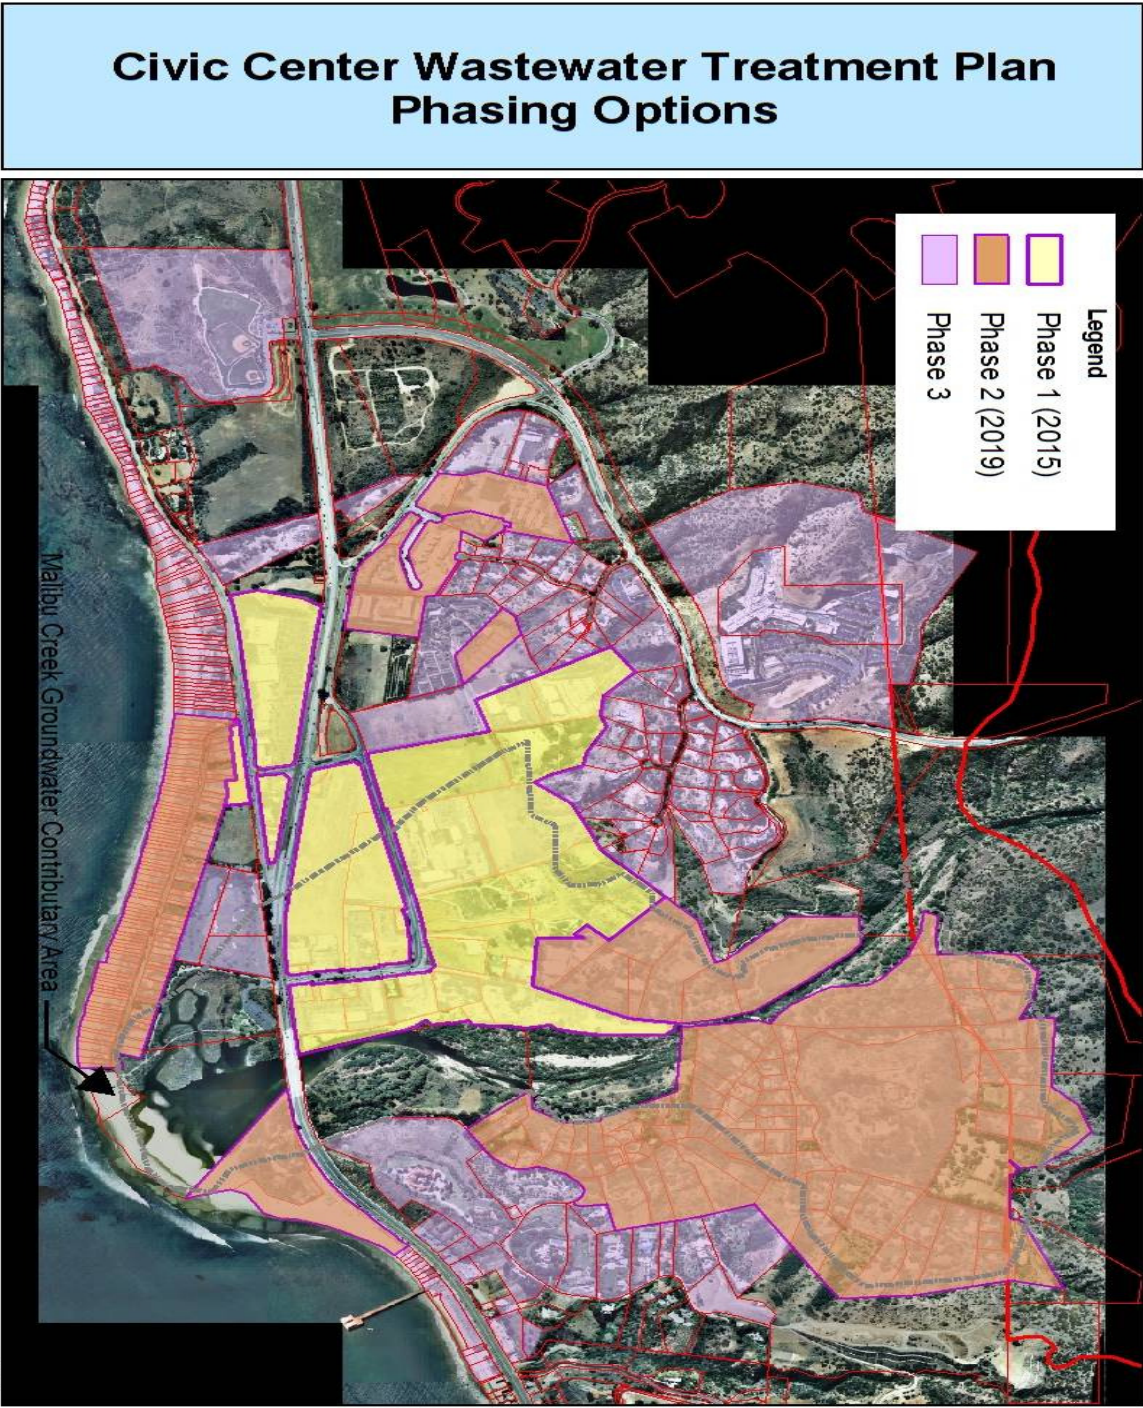 Civic Center Wastewater Treatment Plan
Phasing Options
Legend
Phase 1 (2015)
Phase 2 (2019)
Phase 3
Malibu Creek Groundwater Contributary Area